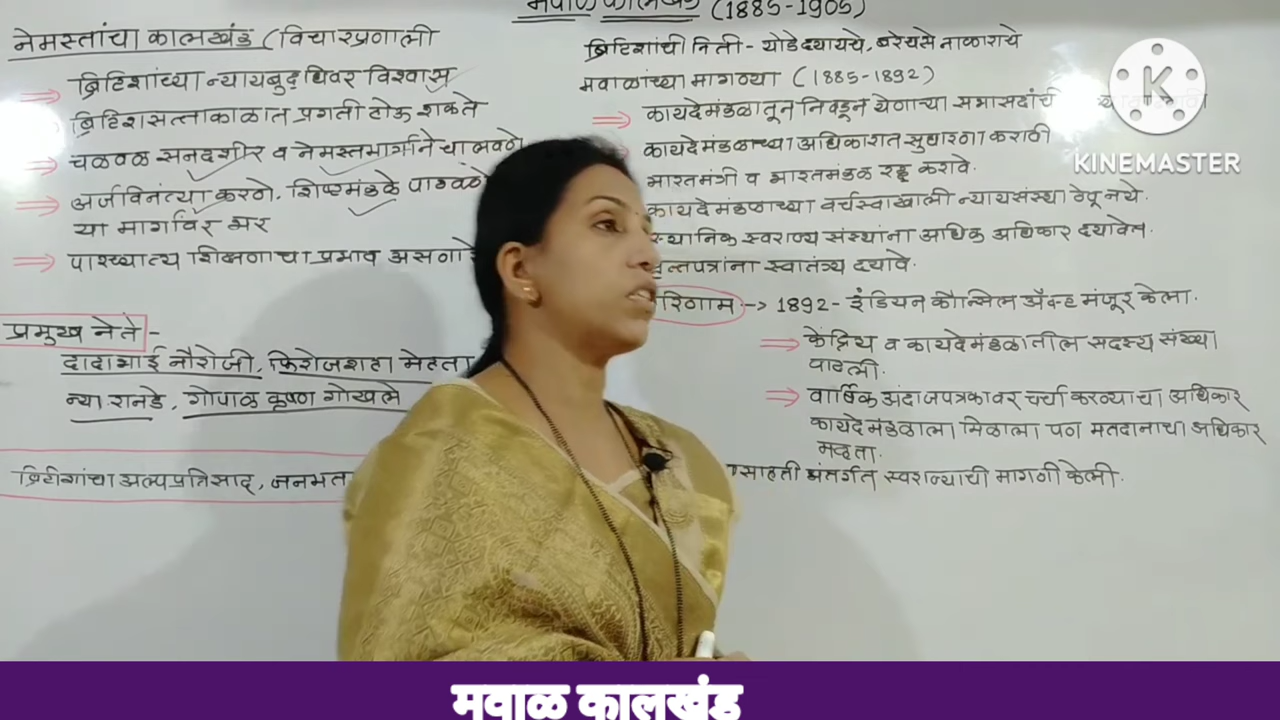 मवाळ कालखंड (1885-1905)
नेमस्तांचा कालखंड (विचारप्रणाली
ब्रिटिशांच्या न्यायबुद्धिवर विश्वास
ब्रिटिशसत्ताकाळात प्रगती होऊ शकते
चळवळ सनदशीर व नेमस्तमार्गाने चालवणे
अर्जविनंत्या करणे, शिष्टमंडळे पाठवणे
या मार्गावर भर
पाश्च्यात्य शिक्षणाचा प्रभाव असणारे
प्रमुख नेते -
दादाभाई नौरोजी, फिरोजशहा मेहता
न्या रानडे, गोपाळ कृष्ण गोखले
ब्रिटीशांचा अल्पप्रतिसाद, जनमत
ब्रिटिशांची निती - थोडे द्यायचे, बरेचसे नाकारायचे
मवाळांच्या मागण्या (1885-1892)
कायदेमंडळातून निवडून येणाऱ्या सभासदांची
कायदेमंडळाच्या अधिकारात सुधारणा कराठी
भारतमंत्री व भारतमंडळ रद्द करावे.
कायदेमंडळाच्या वर्चस्वाखाली न्यायसंस्था ठेवू नये.
स्थानिक स्वराज्य संस्थांना अधिक अधिकार दयावेत.
वृत्तपत्रांना स्वातंत्र्य दयावे.
परिणाम -> 1892 - इंडियन कौन्सिल ॲक्ट मंजूर केला.
केंद्रिय व कायदेमंडळातील सदस्य संख्या
वाढली.
वार्षिक अंदाजपत्रकावर चर्चा करण्याचा अधिकार
कायदेमंडळाला मिळाला पण मतदानाचा अधिकार
नव्हता.
वसाहती अंतर्गत स्वराज्याची मागणी केली.
K
KINEMASTER
मवाळ कालखंड